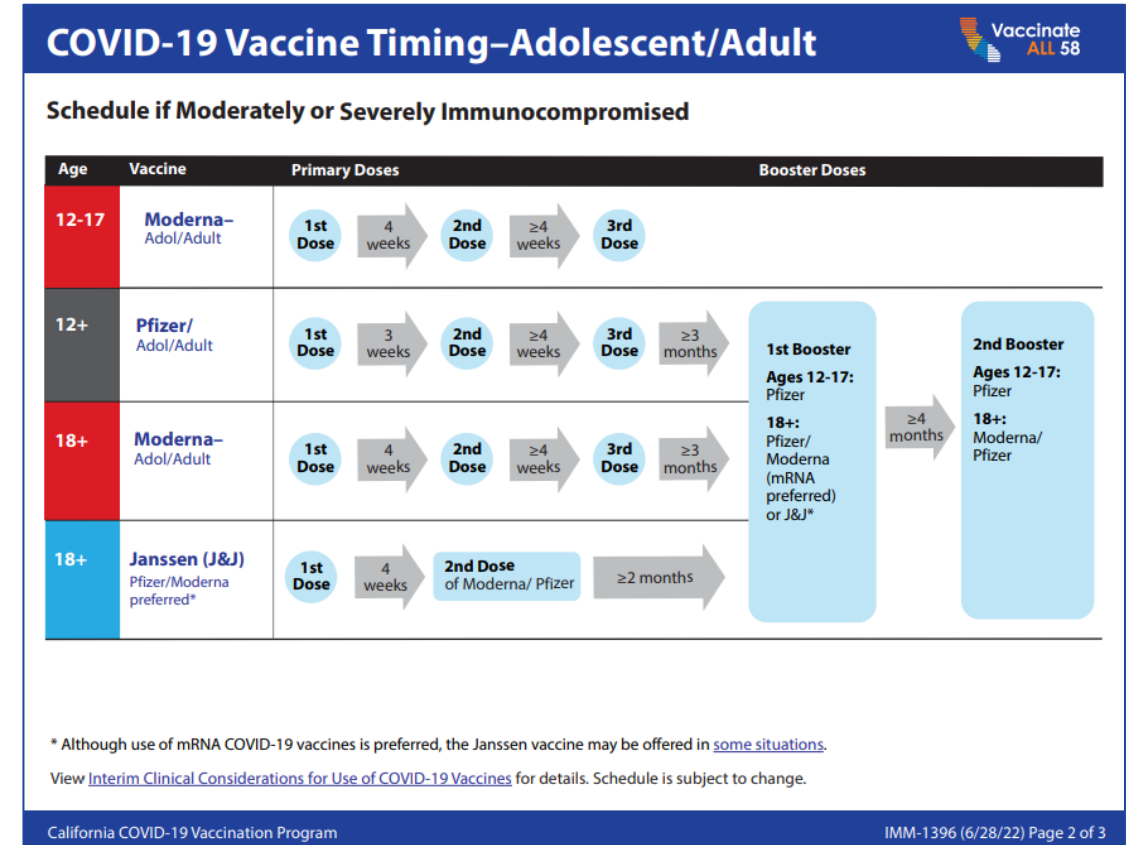 COVID-19 Vaccine Timing–Adolescent/Adult
Vaccinate
ALL 58
Schedule if Moderately or Severely Immunocompromised
Age Vaccine Primary Doses Booster Doses
12-17
Moderna–
Adol/Adult
1st
Dose
4
weeks
2nd
Dose
≥4
weeks
3rd
Dose
12+
Pfizer/
Adol/Adult
1st
Dose
3
weeks
2nd
Dose
≥4
weeks
3rd
Dose
≥3
months
18+
Moderna–
Adol/Adult
1st
Dose
4
weeks
2nd
Dose
≥4
weeks
3rd
Dose
≥3
months
18+
Janssen (J&J)
Pfizer/Moderna
preferred*
1st
Dose
4
weeks
2nd Dose
of Moderna/ Pfizer
≥2 months
1st Booster
Ages 12-17:
Pfizer
18+:
Pfizer/
Moderna
(mRNA
preferred)
or J&J*
≥4
months
2nd Booster
Ages 12-17:
Pfizer
18+:
Moderna/
Pfizer
* Although use of mRNA COVID-19 vaccines is preferred, the Janssen vaccine may be offered in some situations.
View Interim Clinical Considerations for Use of COVID-19 Vaccines for details. Schedule is subject to change.
California COVID-19 Vaccination Program IMM-1396 (6/28/22) Page 2 of 3